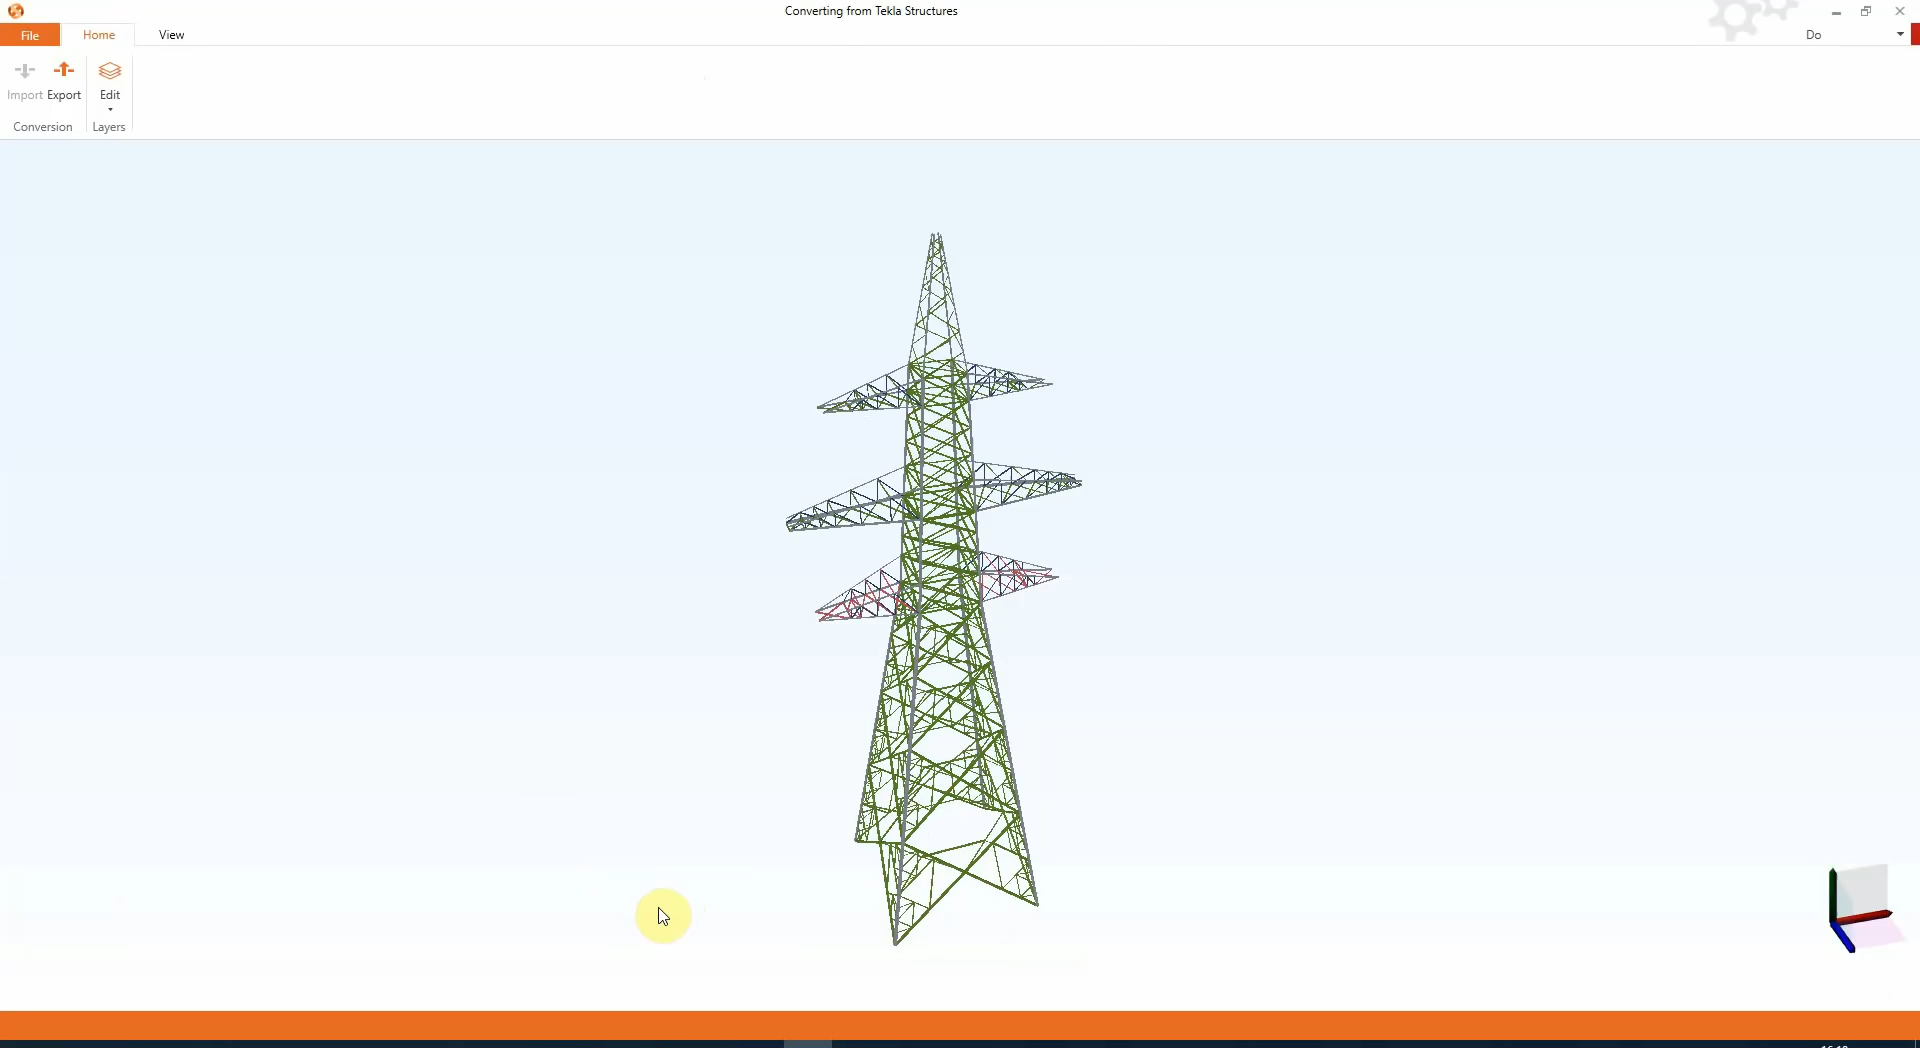 Converting from Tekla Structures
File Home View Do
Import Export Edit
Conversion Layers